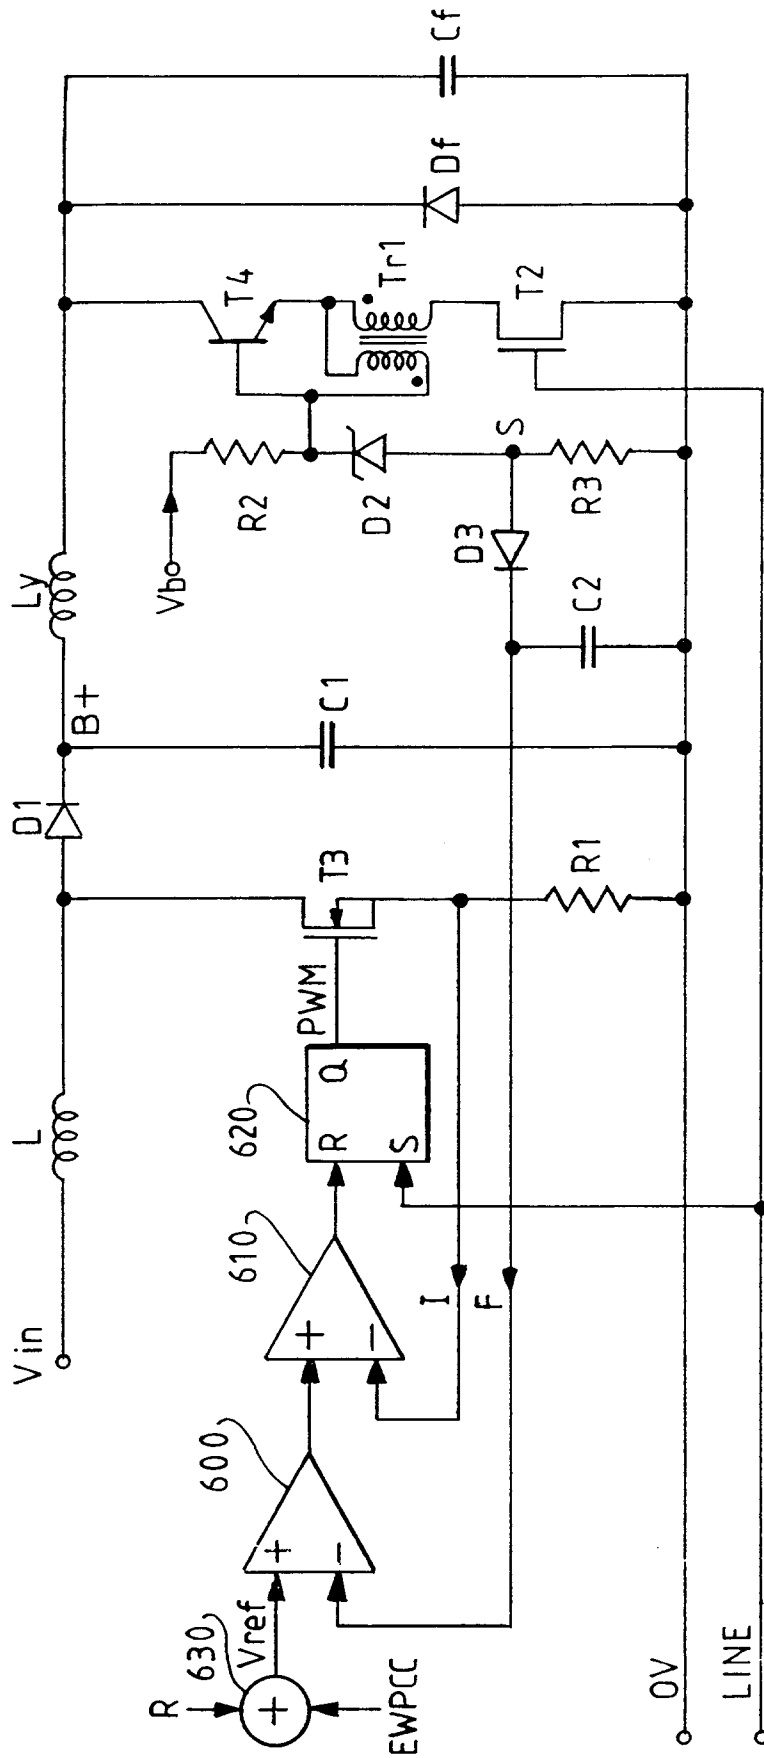 Vin
L
D1
B+
Ly
Cf
Df
T4
Tr1
T2
Vb
R2
D2
S
R3
D3
C2
C1
T3
R1
PWM
620
R
Q
S
610
+
−
I
F
600
+
−
630
Vref
R
+
EWPCC
0V
LINE